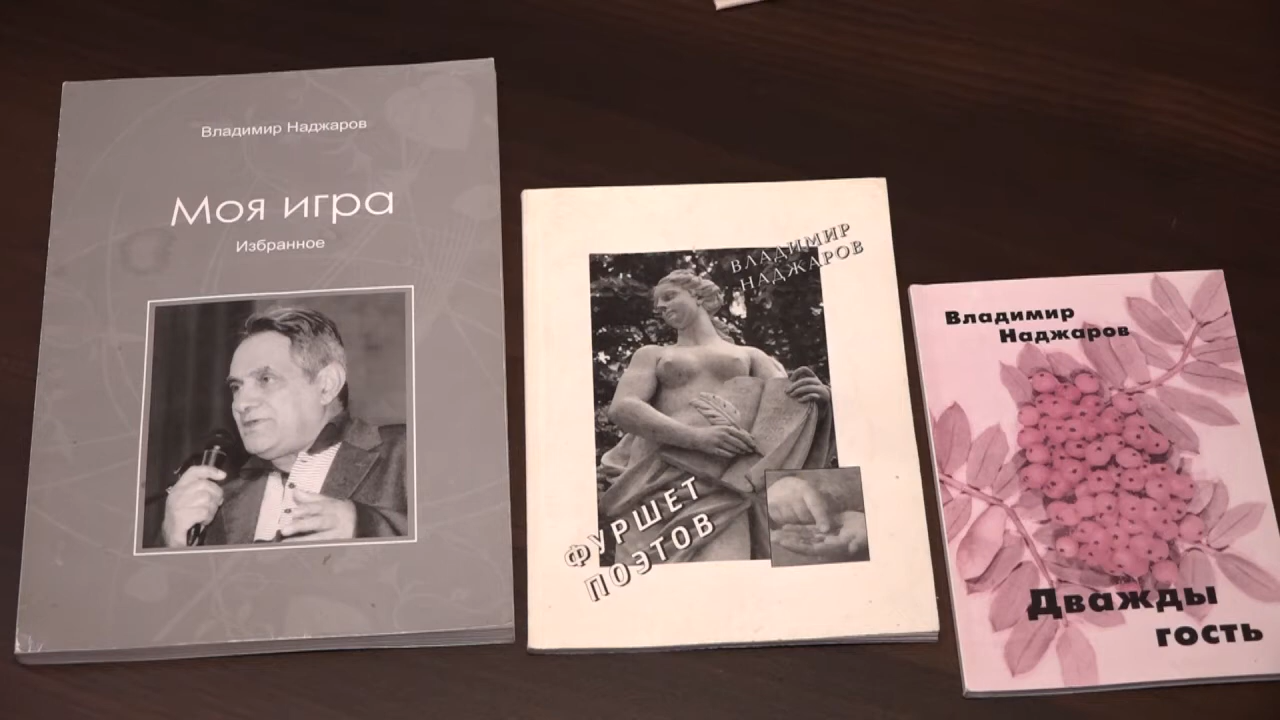 Владимир Наджаров
Моя игра
Избранное
ВЛАДИМИР
НАДЖАРОВ
ФУРШЕТ
ПОЭТОВ
Владимир
Наджаров
Дважды
гость